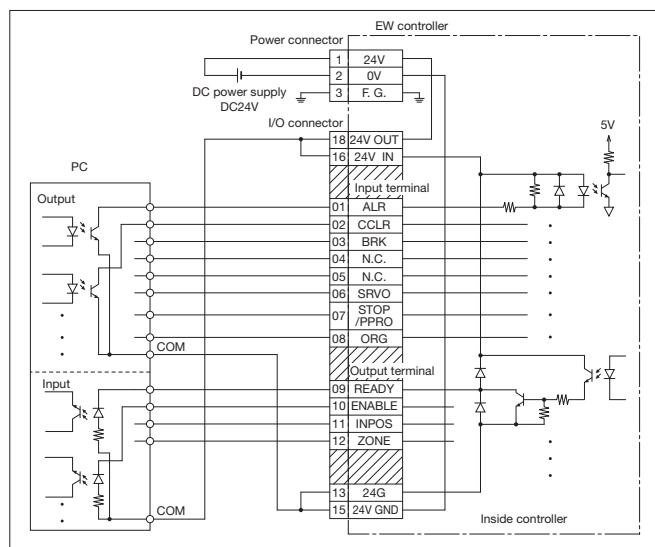 EW controller
Power connector
1 24V
2 0V
3 F. G.
DC power supply
DC24V
I/O connector
18 24V OUT
16 24V IN
5V
PC
Input terminal
Output
01 ALR
02 CCLR
03 BRK
04 N.C.
05 N.C.
06 SRVO
07 STOP
/PPRO
08 ORG
COM
Output terminal
Input
09 READY
10 ENABLE
11 INPOS
12 ZONE
13 24G
COM
15 24V GND
Inside controller